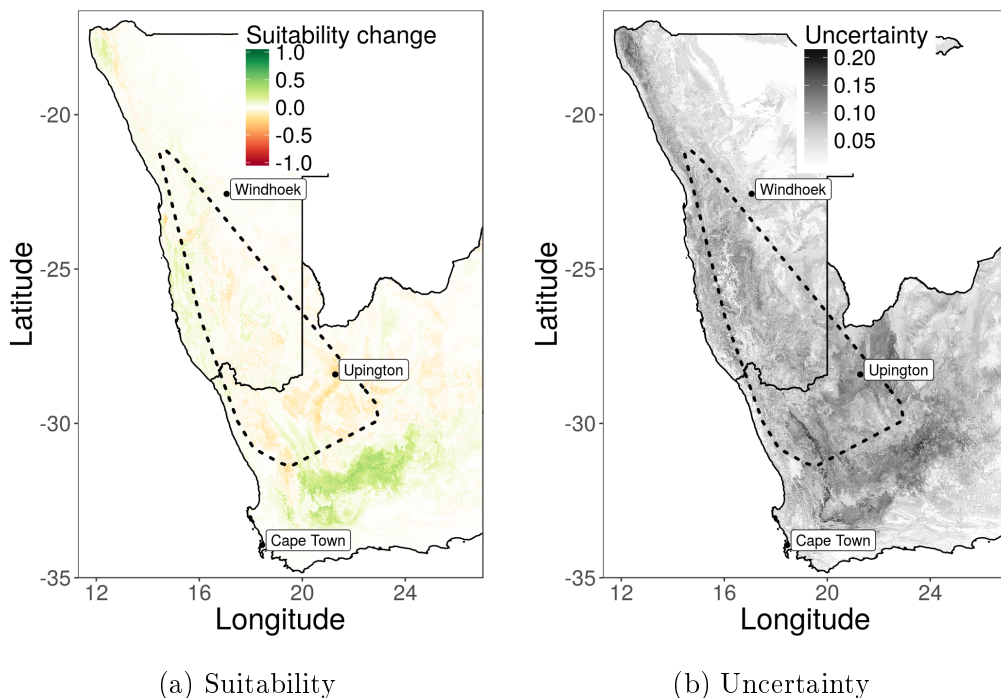 Suitability change
1.0
0.5
0.0
-0.5
-1.0
-20
-25
-30
-35
Latitude
Windhoek
Upington
Cape Town
12
16
20
24
Longitude
(a) Suitability
Uncertainty
0.20
0.15
0.10
0.05
-20
-25
-30
-35
Latitude
Windhoek
Upington
Cape Town
12
16
20
24
Longitude
(b) Uncertainty